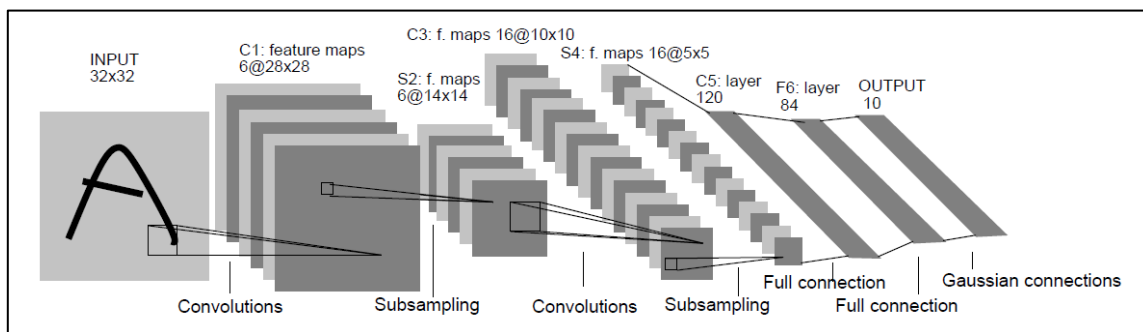 INPUT
32x32
C1: feature maps
6@28x28
S2: f. maps
6@14x14
C3: f. maps 16@10x10
S4: f. maps 16@5x5
C5: layer
120
F6: layer
84
OUTPUT
10
Convolutions
Subsampling
Convolutions
Subsampling
Full connection
Full connection
Gaussian connections
A